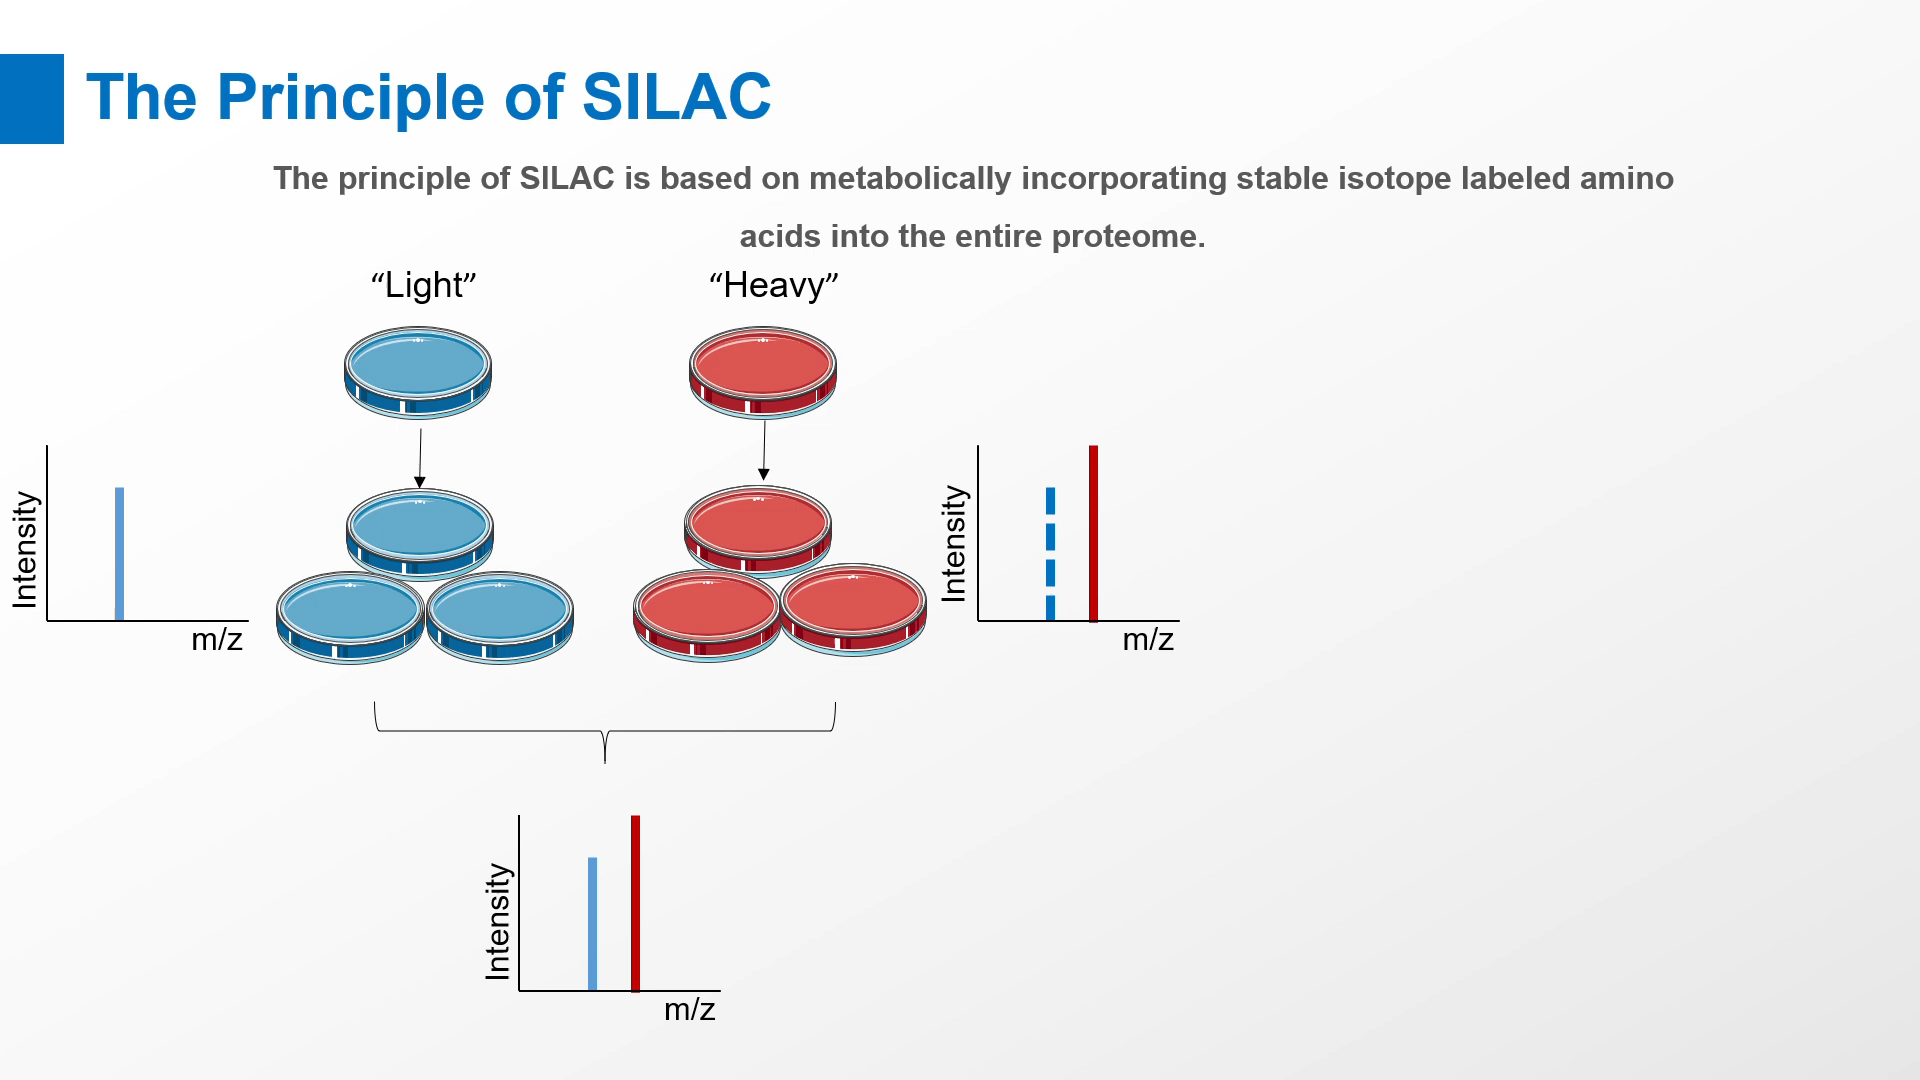 The Principle of SILAC
The principle of SILAC is based on metabolically incorporating stable isotope labeled amino
acids into the entire proteome.
“Light”
“Heavy”
Intensity
m/z
Intensity
m/z
Intensity
m/z